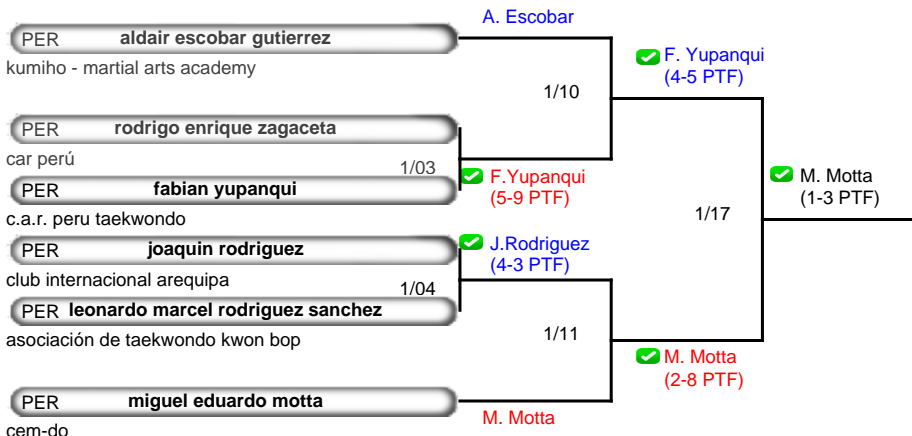 A. Escobar
PER aldair escobar gutierrez
kumiho - martial arts academy
F. Yupanqui
(4-5 PTF)
1/10
PER rodrigo enrique zagaceta
car perú
1/03
F.Yupanqui
(5-9 PTF)
PER fabian yupanqui
c.a.r. peru taekwondo
M. Motta
(1-3 PTF)
1/17
PER joaquin rodriguez
club internacional arequipa
J.Rodriguez
(4-3 PTF)
1/04
PER leonardo marcel rodriguez sanchez
asociación de taekwondo kwon bop
1/11
M. Motta
(2-8 PTF)
PER miguel eduardo motta
cem-do
M. Motta